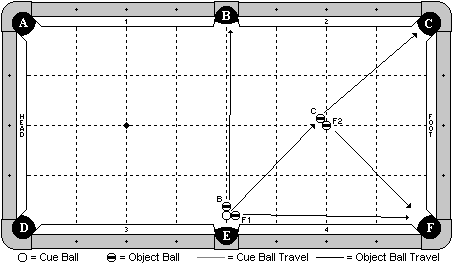 A B C
1 2
HEAD FOOT
C F2
B F1
D E F
3 4
= Cue Ball = Object Ball = Cue Ball Travel = Object Ball Travel